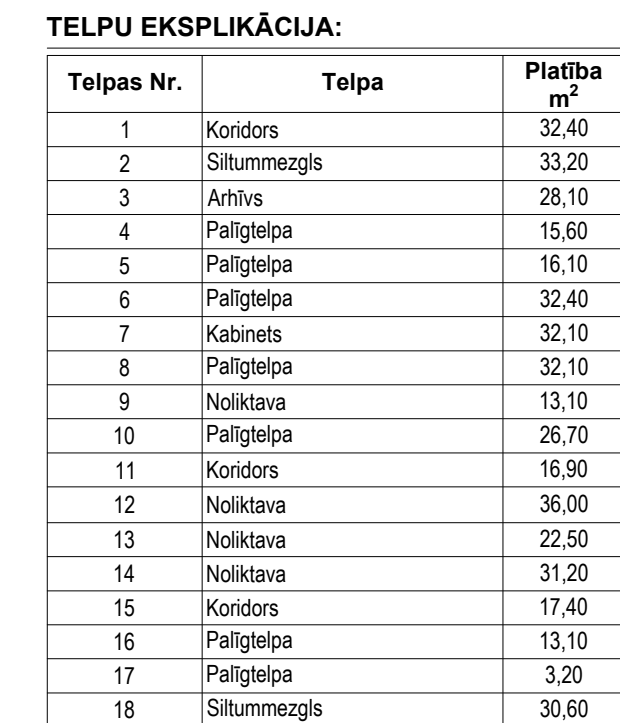 TELPU EKSPLIKĀCIJA:
Telpas Nr. Telpa Platība m²
1 Koridors 32,40
2 Siltummezgls 33,20
3 Arhīvs 28,10
4 Palīgtelpa 15,60
5 Palīgtelpa 16,10
6 Palīgtelpa 32,40
7 Kabinets 32,10
8 Palīgtelpa 32,10
9 Noliktava 13,10
10 Palīgtelpa 26,70
11 Koridors 16,90
12 Noliktava 36,00
13 Noliktava 22,50
14 Noliktava 31,20
15 Koridors 17,40
16 Palīgtelpa 13,10
17 Palīgtelpa 3,20
18 Siltummezgls 30,60